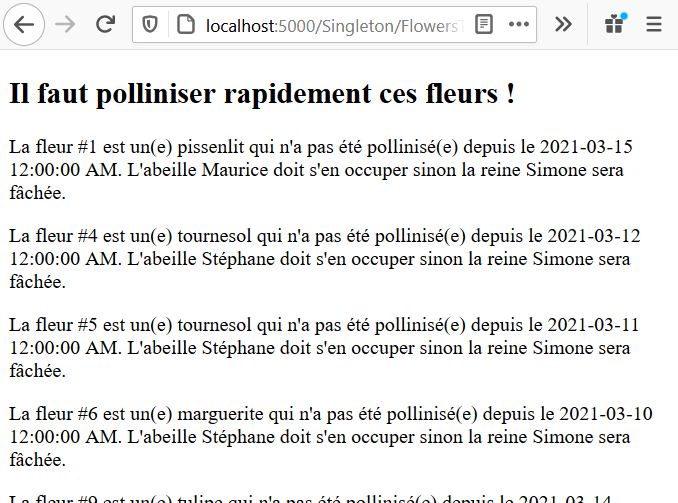 localhost:5000/Singleton/Flowers
Il faut polliniser rapidement ces fleurs !
La fleur #1 est un(e) pissenlit qui n'a pas été pollinisé(e) depuis le 2021-03-15
12:00:00 AM. L'abeille Maurice doit s'en occuper sinon la reine Simone sera
fâchée.
La fleur #4 est un(e) tournesol qui n'a pas été pollinisé(e) depuis le 2021-03-12
12:00:00 AM. L'abeille Stéphane doit s'en occuper sinon la reine Simone sera
fâchée.
La fleur #5 est un(e) tournesol qui n'a pas été pollinisé(e) depuis le 2021-03-11
12:00:00 AM. L'abeille Stéphane doit s'en occuper sinon la reine Simone sera
fâchée.
La fleur #6 est un(e) marguerite qui n'a pas été pollinisé(e) depuis le 2021-03-10
12:00:00 AM. L'abeille Stéphane doit s'en occuper sinon la reine Simone sera
fâchée.
La fleur #9 est un(e) tulipe qui n'a pas été pollinisé(e) depuis le 2021-03-14